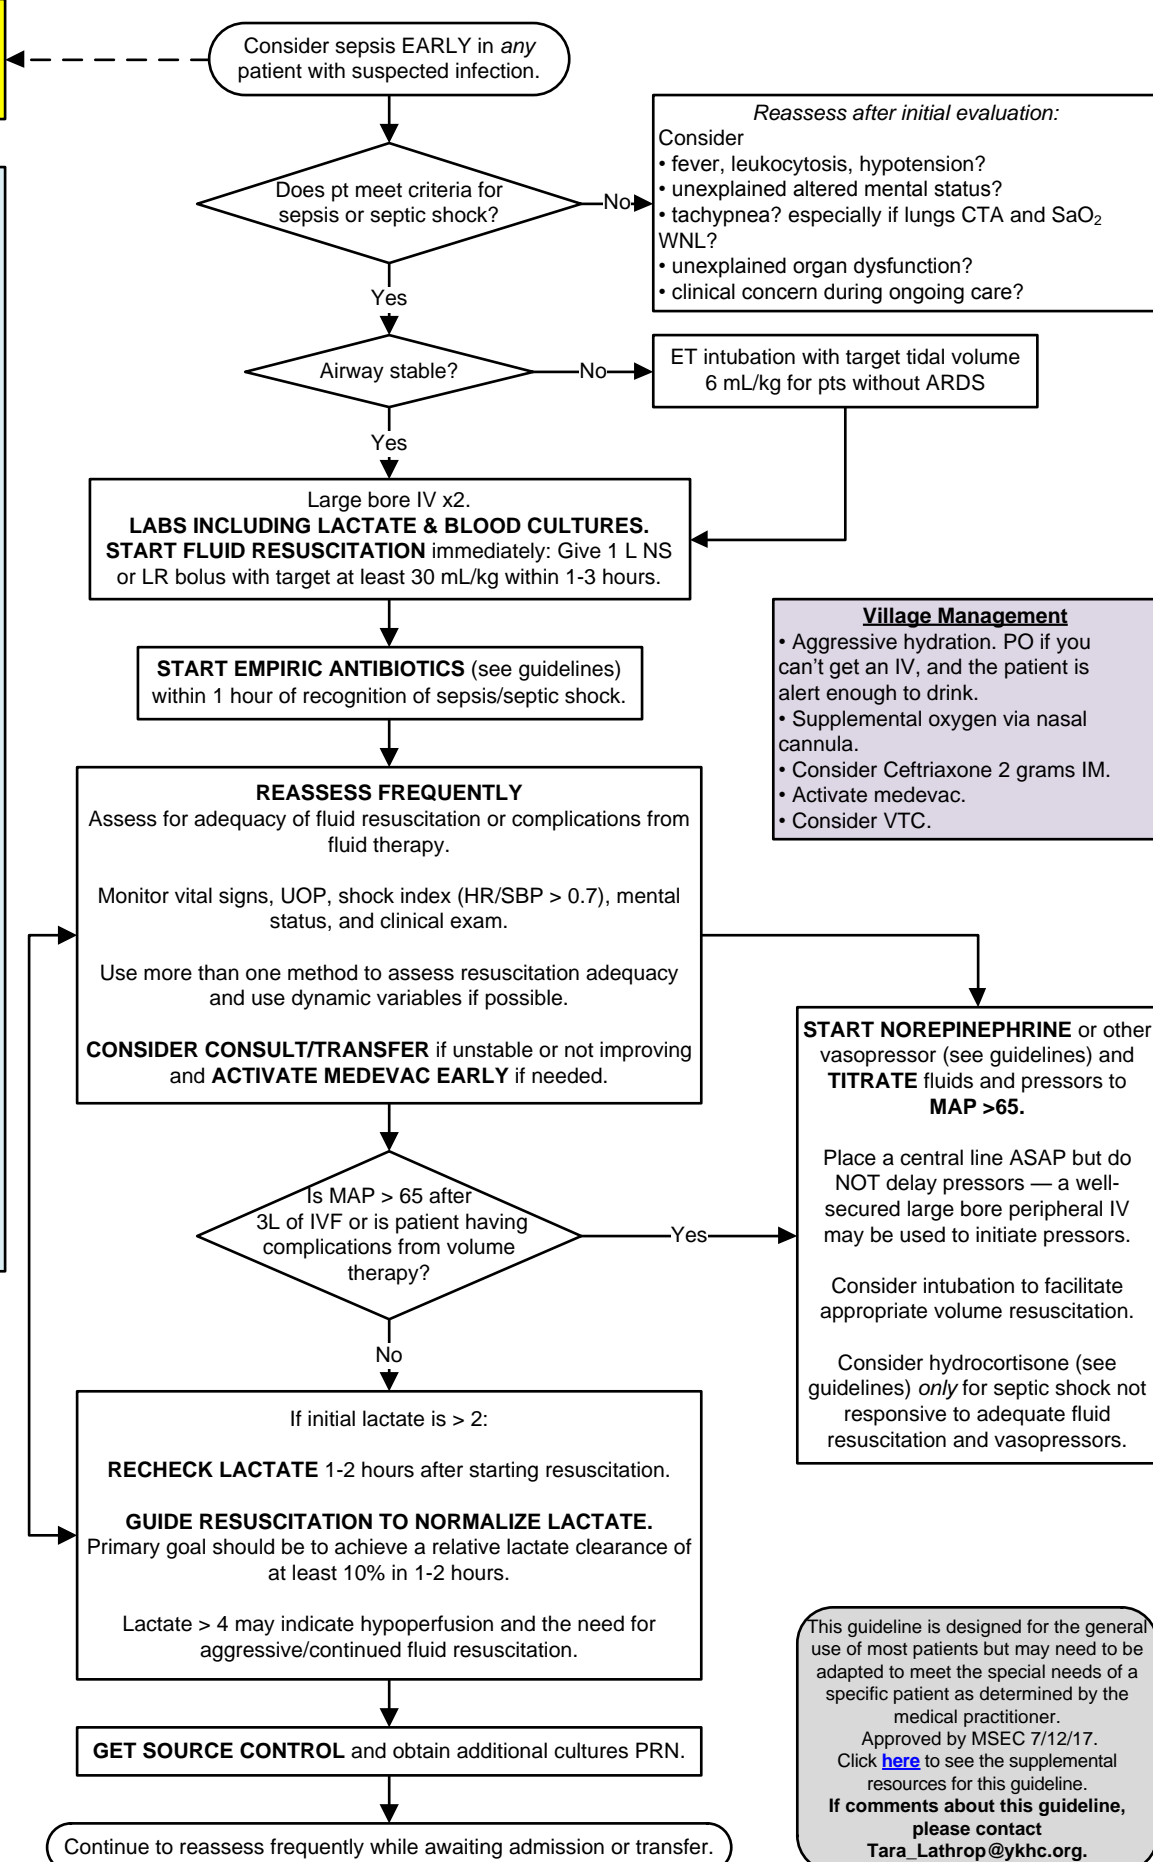 Consider sepsis EARLY in any
patient with suspected infection.
Does pt meet criteria for
sepsis or septic shock?
No
Reassess after initial evaluation:
Consider
• fever, leukocytosis, hypotension?
• unexplained altered mental status?
• tachypnea? especially if lungs CTA and SaO2
WNL?
• unexplained organ dysfunction?
• clinical concern during ongoing care?
Yes
Airway stable?
No
ET intubation with target tidal volume
6 mL/kg for pts without ARDS
Yes
Large bore IV x2.
LABS INCLUDING LACTATE & BLOOD CULTURES.
START FLUID RESUSCITATION immediately: Give 1 L NS
or LR bolus with target at least 30 mL/kg within 1-3 hours.
START EMPIRIC ANTIBIOTICS (see guidelines)
within 1 hour of recognition of sepsis/septic shock.
Village Management
• Aggressive hydration. PO if you
can't get an IV, and the patient is
alert enough to drink.
• Supplemental oxygen via nasal
cannula.
• Consider Ceftriaxone 2 grams IM.
• Activate medevac.
• Consider VTC.
REASSESS FREQUENTLY
Assess for adequacy of fluid resuscitation or complications from
fluid therapy.
Monitor vital signs, UOP, shock index (HR/SBP > 0.7), mental
status, and clinical exam.
Use more than one method to assess resuscitation adequacy
and use dynamic variables if possible.
CONSIDER CONSULT/TRANSFER if unstable or not improving
and ACTIVATE MEDEVAC EARLY if needed.
START NOREPINEPHRINE or other
vasopressor (see guidelines) and
TITRATE fluids and pressors to
MAP >65.
Place a central line ASAP but do
NOT delay pressors — a well-
secured large bore peripheral IV
may be used to initiate pressors.
Consider intubation to facilitate
appropriate volume resuscitation.
Consider hydrocortisone (see
guidelines) only for septic shock not
responsive to adequate fluid
resuscitation and vasopressors.
Is MAP > 65 after
3L of IVF or is patient having
complications from volume
therapy?
Yes
No
If initial lactate is > 2:
RECHECK LACTATE 1-2 hours after starting resuscitation.
GUIDE RESUSCITATION TO NORMALIZE LACTATE.
Primary goal should be to achieve a relative lactate clearance of
at least 10% in 1-2 hours.
Lactate > 4 may indicate hypoperfusion and the need for
aggressive/continued fluid resuscitation.
GET SOURCE CONTROL and obtain additional cultures PRN.
Continue to reassess frequently while awaiting admission or transfer.
This guideline is designed for the general
use of most patients but may need to be
adapted to meet the special needs of a
specific patient as determined by the
medical practitioner.
Approved by MSEC 7/12/17.
Click here to see the supplemental
resources for this guideline.
If comments about this guideline,
please contact
Tara_Lathrop@ykhc.org.